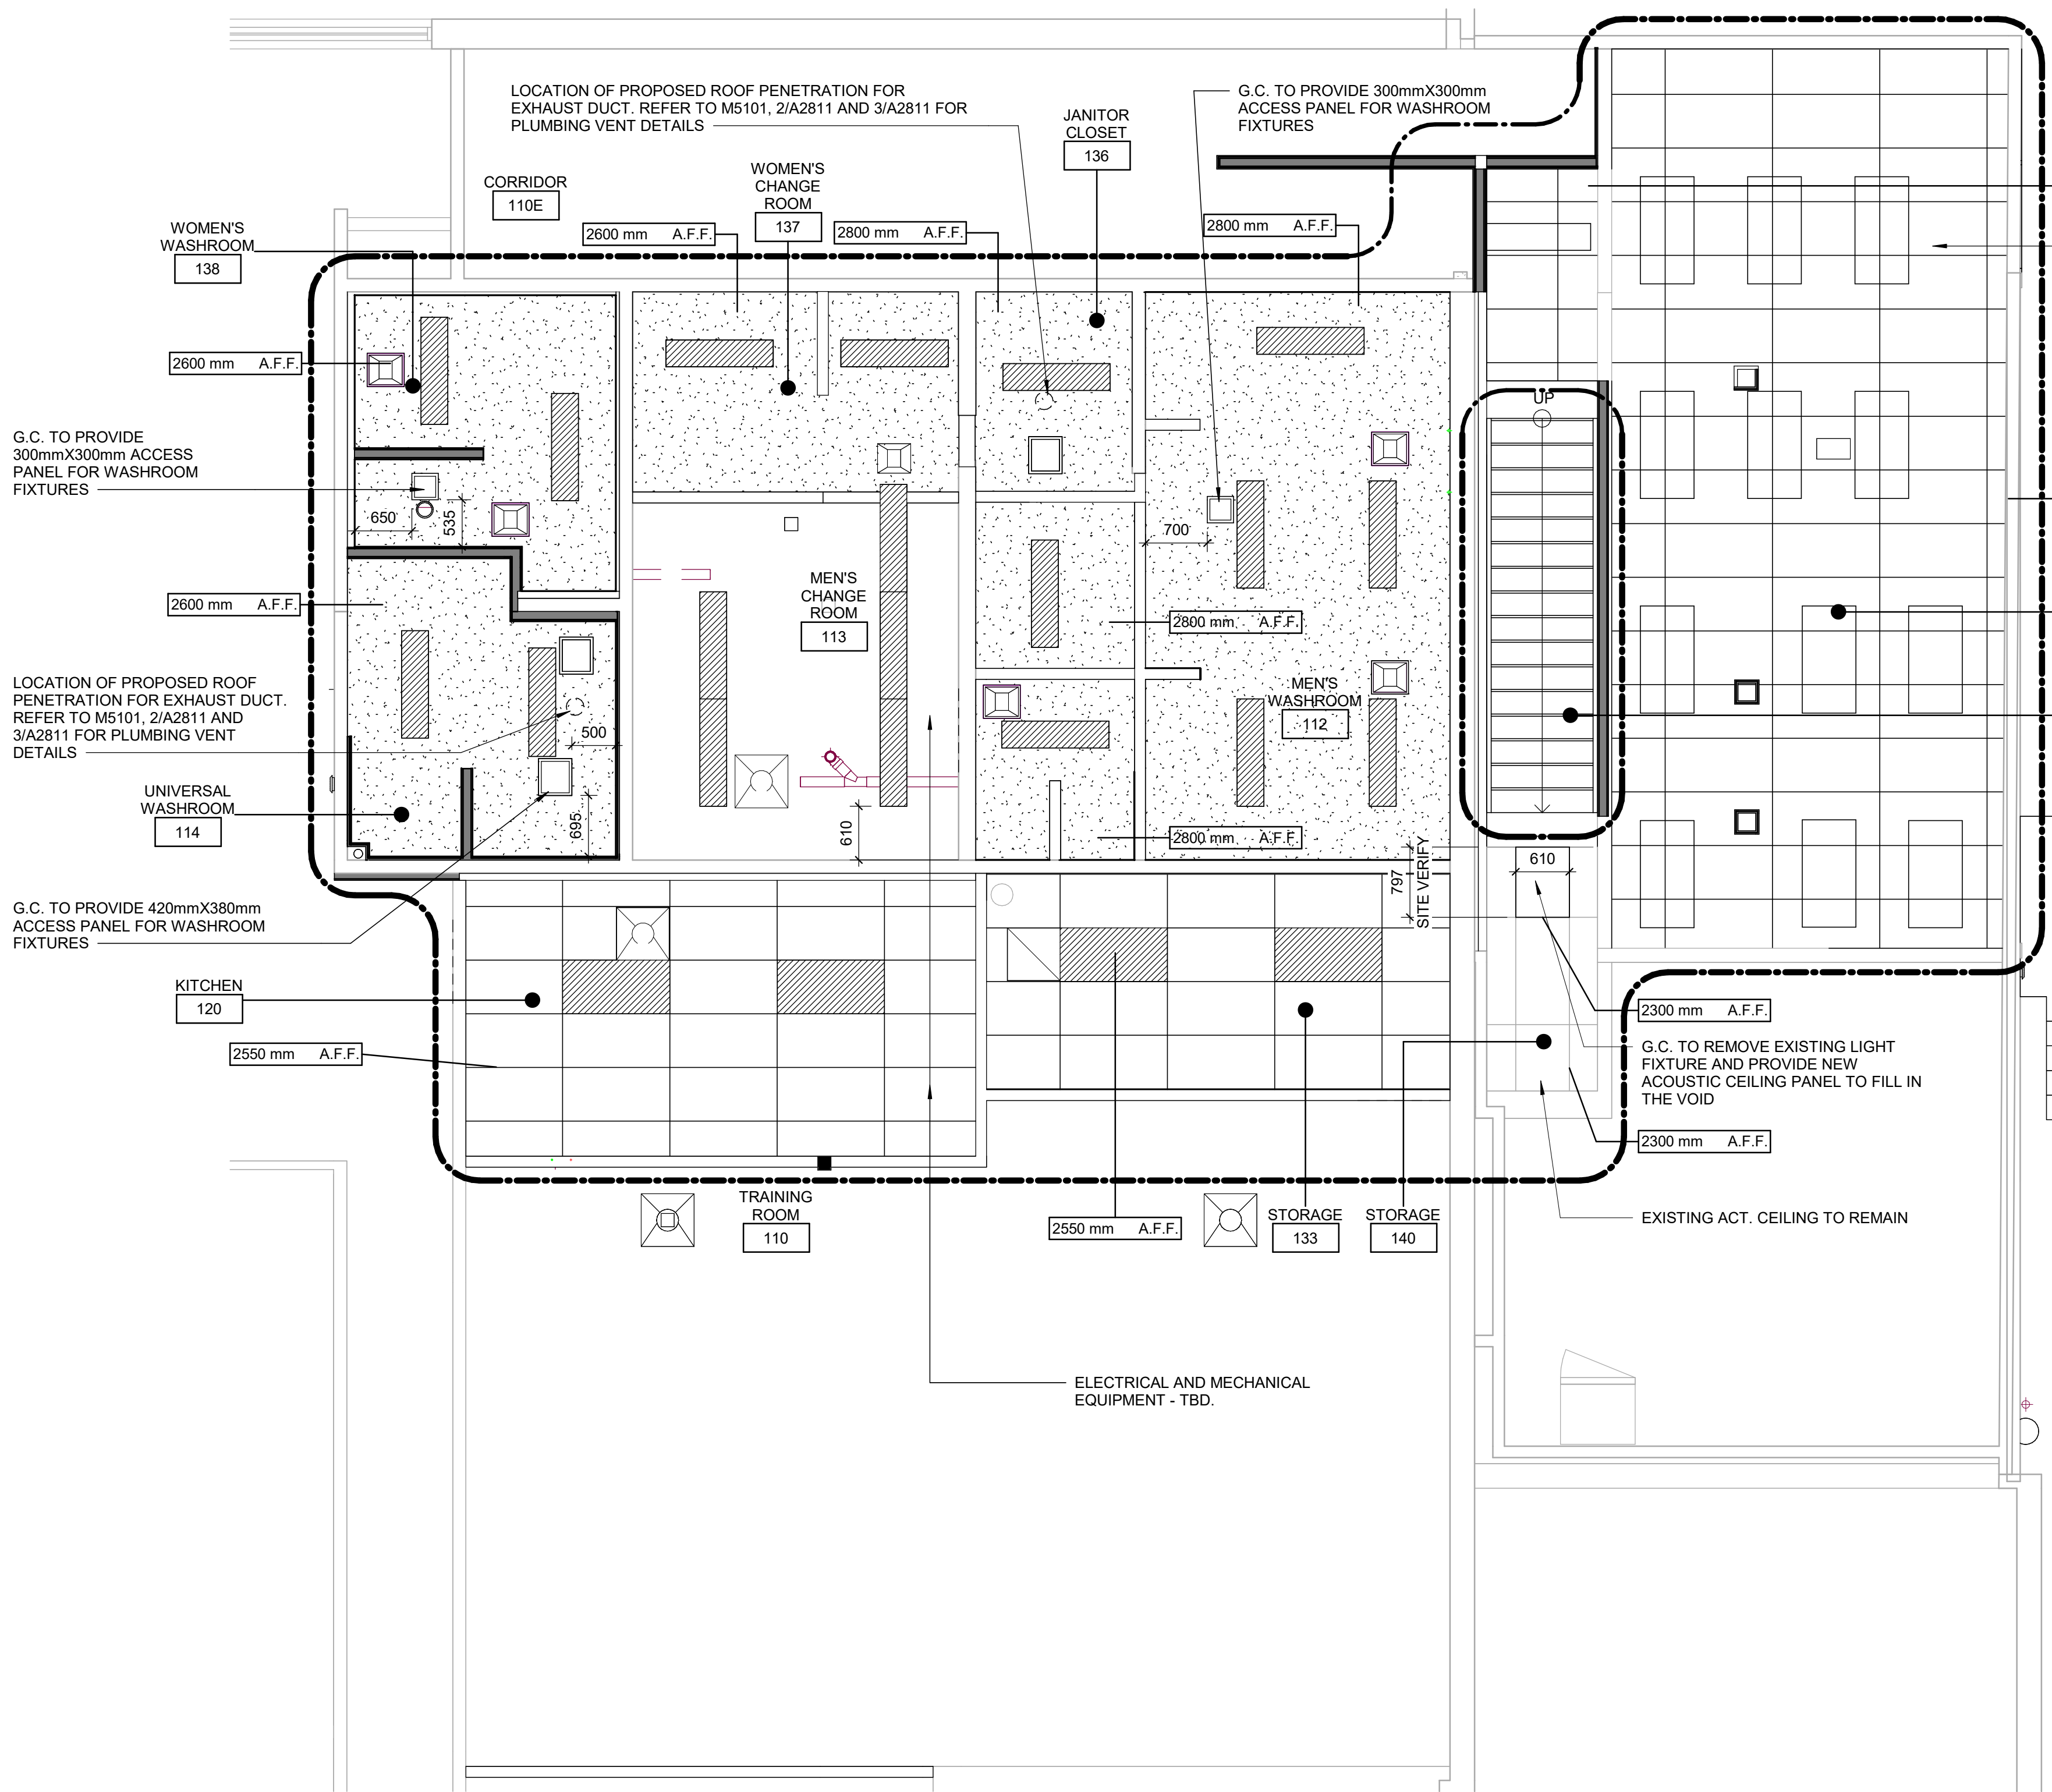 LOCATION OF PROPOSED ROOF PENETRATION FOR
EXHAUST DUCT. REFER TO M5101, 2/A2811 AND 3/A2811 FOR
PLUMBING VENT DETAILS
G.C. TO PROVIDE 300mmX300mm
ACCESS PANEL FOR WASHROOM
FIXTURES
JANITOR
CLOSET
136
WOMEN'S
CHANGE
ROOM
137
CORRIDOR
110E
WOMEN'S
WASHROOM
138
2600 mm A.F.F.
2800 mm A.F.F.
2800 mm A.F.F.
2600 mm A.F.F.
UP
G.C. TO PROVIDE
300mmX300mm ACCESS
PANEL FOR WASHROOM
FIXTURES
650
535
700
2600 mm A.F.F.
MEN'S
CHANGE
ROOM
113
2800 mm A.F.F.
LOCATION OF PROPOSED ROOF
PENETRATION FOR EXHAUST DUCT.
REFER TO M5101, 2/A2811 AND
3/A2811 FOR PLUMBING VENT
DETAILS
500
MEN'S
WASHROOM
112
UNIVERSAL
WASHROOM
114
695
610
2800 mm A.F.F.
797
SITE VERIFY
610
G.C. TO PROVIDE 420mmX380mm
ACCESS PANEL FOR WASHROOM
FIXTURES
KITCHEN
120
2550 mm A.F.F.
2300 mm A.F.F.
G.C. TO REMOVE EXISTING LIGHT
FIXTURE AND PROVIDE NEW
ACOUSTIC CEILING PANEL TO FILL IN
THE VOID
2300 mm A.F.F.
TRAINING
ROOM
110
2550 mm A.F.F.
STORAGE
133
STORAGE
140
EXISTING ACT. CEILING TO REMAIN
ELECTRICAL AND MECHANICAL
EQUIPMENT - TBD.